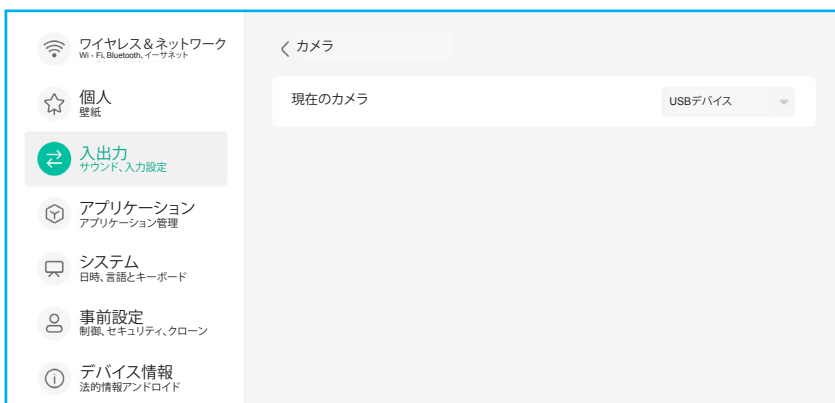 ワイヤレス＆ネットワーク
Wi - Fi、Bluetooth、イーサネット
個人
壁紙
入出力
サウンド、入力設定
アプリケーション
アプリケーション管理
システム
日時、言語とキーボード
事前設定
制御、セキュリティ、クローン
デバイス情報
法的情報アンドロイド
カメラ
現在のカメラ
USBデバイス